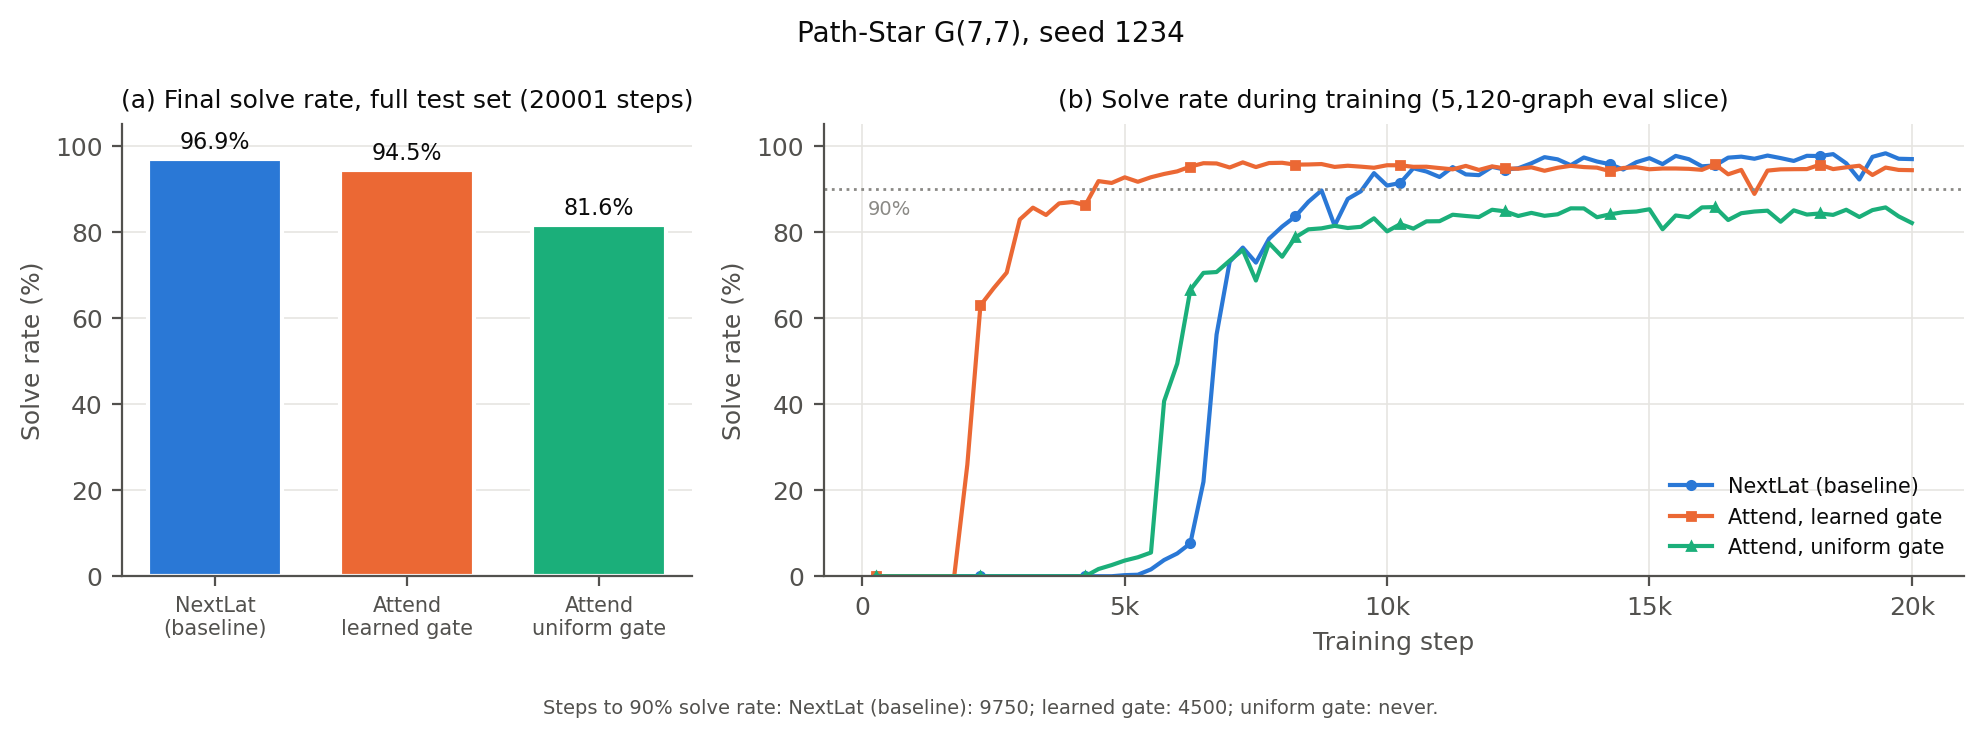 Path-Star G(7,7), seed 1234
(a) Final solve rate, full test set (20001 steps)
Solve rate (%)
100
80
60
40
20
0
96.9%
94.5%
81.6%
NextLat
(baseline)
Attend
learned gate
Attend
uniform gate
(b) Solve rate during training (5,120-graph eval slice)
Solve rate (%)
100
80
60
40
20
0
90%
NextLat (baseline)
Attend, learned gate
Attend, uniform gate
0
5k
10k
15k
20k
Training step
Steps to 90% solve rate: NextLat (baseline): 9750; learned gate: 4500; uniform gate: never.